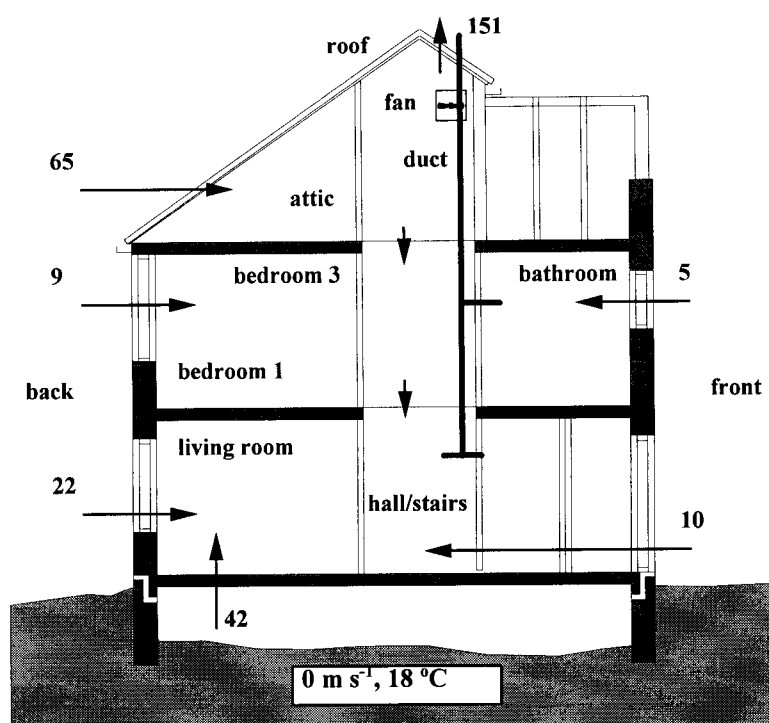 151
roof
fan
duct
65
attic
9
bedroom 3
bathroom
5
back
bedroom 1
front
living room
22
hall/stairs
10
42
0 m s⁻¹, 18 ºC